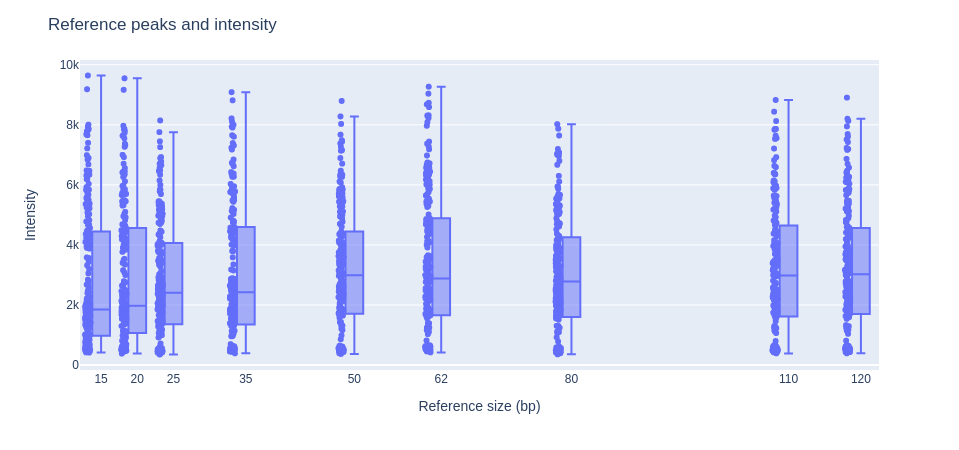 Reference peaks and intensity
10k
8k
6k
4k
2k
0
Intensity
15 20 25 35 50 62 80 110 120
Reference size (bp)